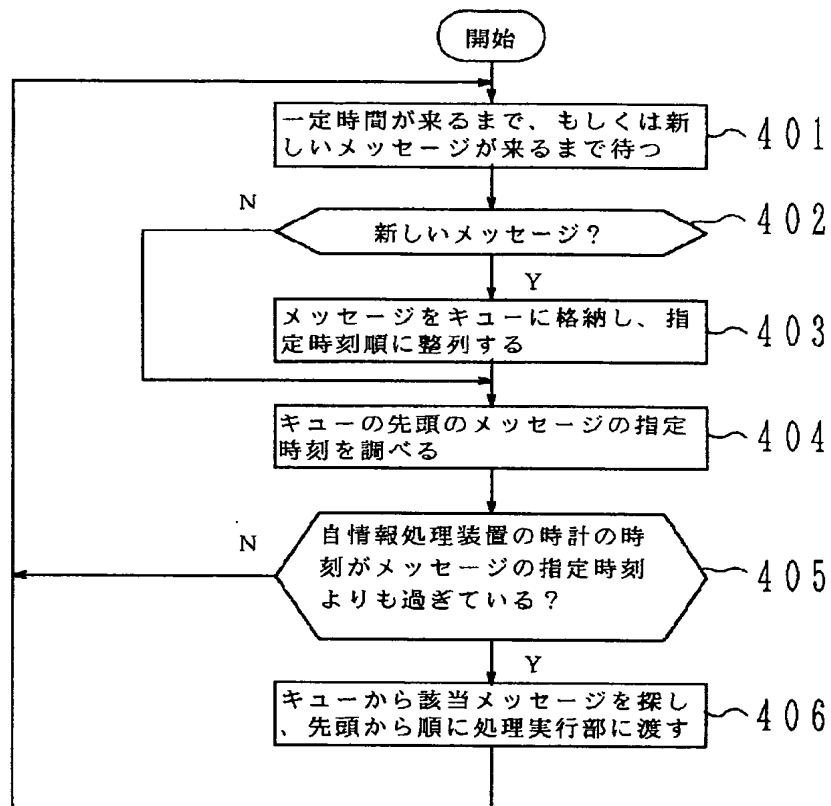 開始
一定時間が来るまで、もしくは新
しいメッセージが来るまで待つ
401
N
新しいメッセージ？
402
Y
メッセージをキューに格納し、指
定時刻順に整列する
403
キューの先頭のメッセージの指定
時刻を調べる
404
N
自情報処理装置の時計の時
刻がメッセージの指定時刻
よりも過ぎている？
405
Y
キューから該当メッセージを探し
、先頭から順に処理実行部に渡す
406